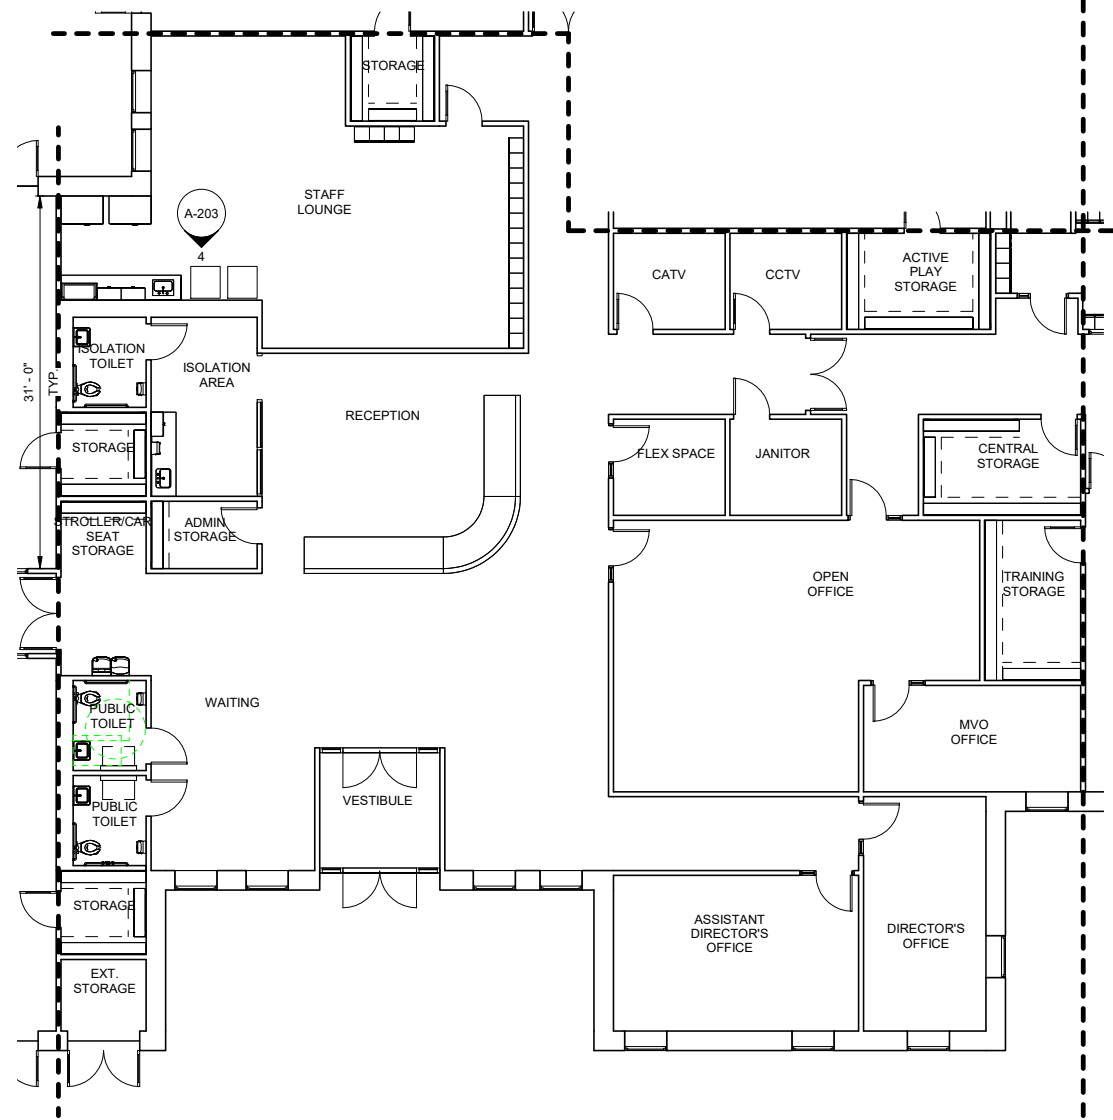 STORAGE
STAFF
LOUNGE
A-203
4
CATV
CCTV
ACTIVE
PLAY
STORAGE
ISOLATION
TOILET
ISOLATION
AREA
31' - 0"
TYP.
RECEPTION
STORAGE
FLEX SPACE
JANITOR
CENTRAL
STORAGE
STROLLER/CAR
SEAT
STORAGE
ADMIN
STORAGE
OPEN
OFFICE
TRAINING
STORAGE
PUBLIC
TOILET
WAITING
MVO
OFFICE
VESTIBULE
PUBLIC
TOILET
STORAGE
ASSISTANT
DIRECTOR'S
OFFICE
DIRECTOR'S
OFFICE
EXT.
STORAGE